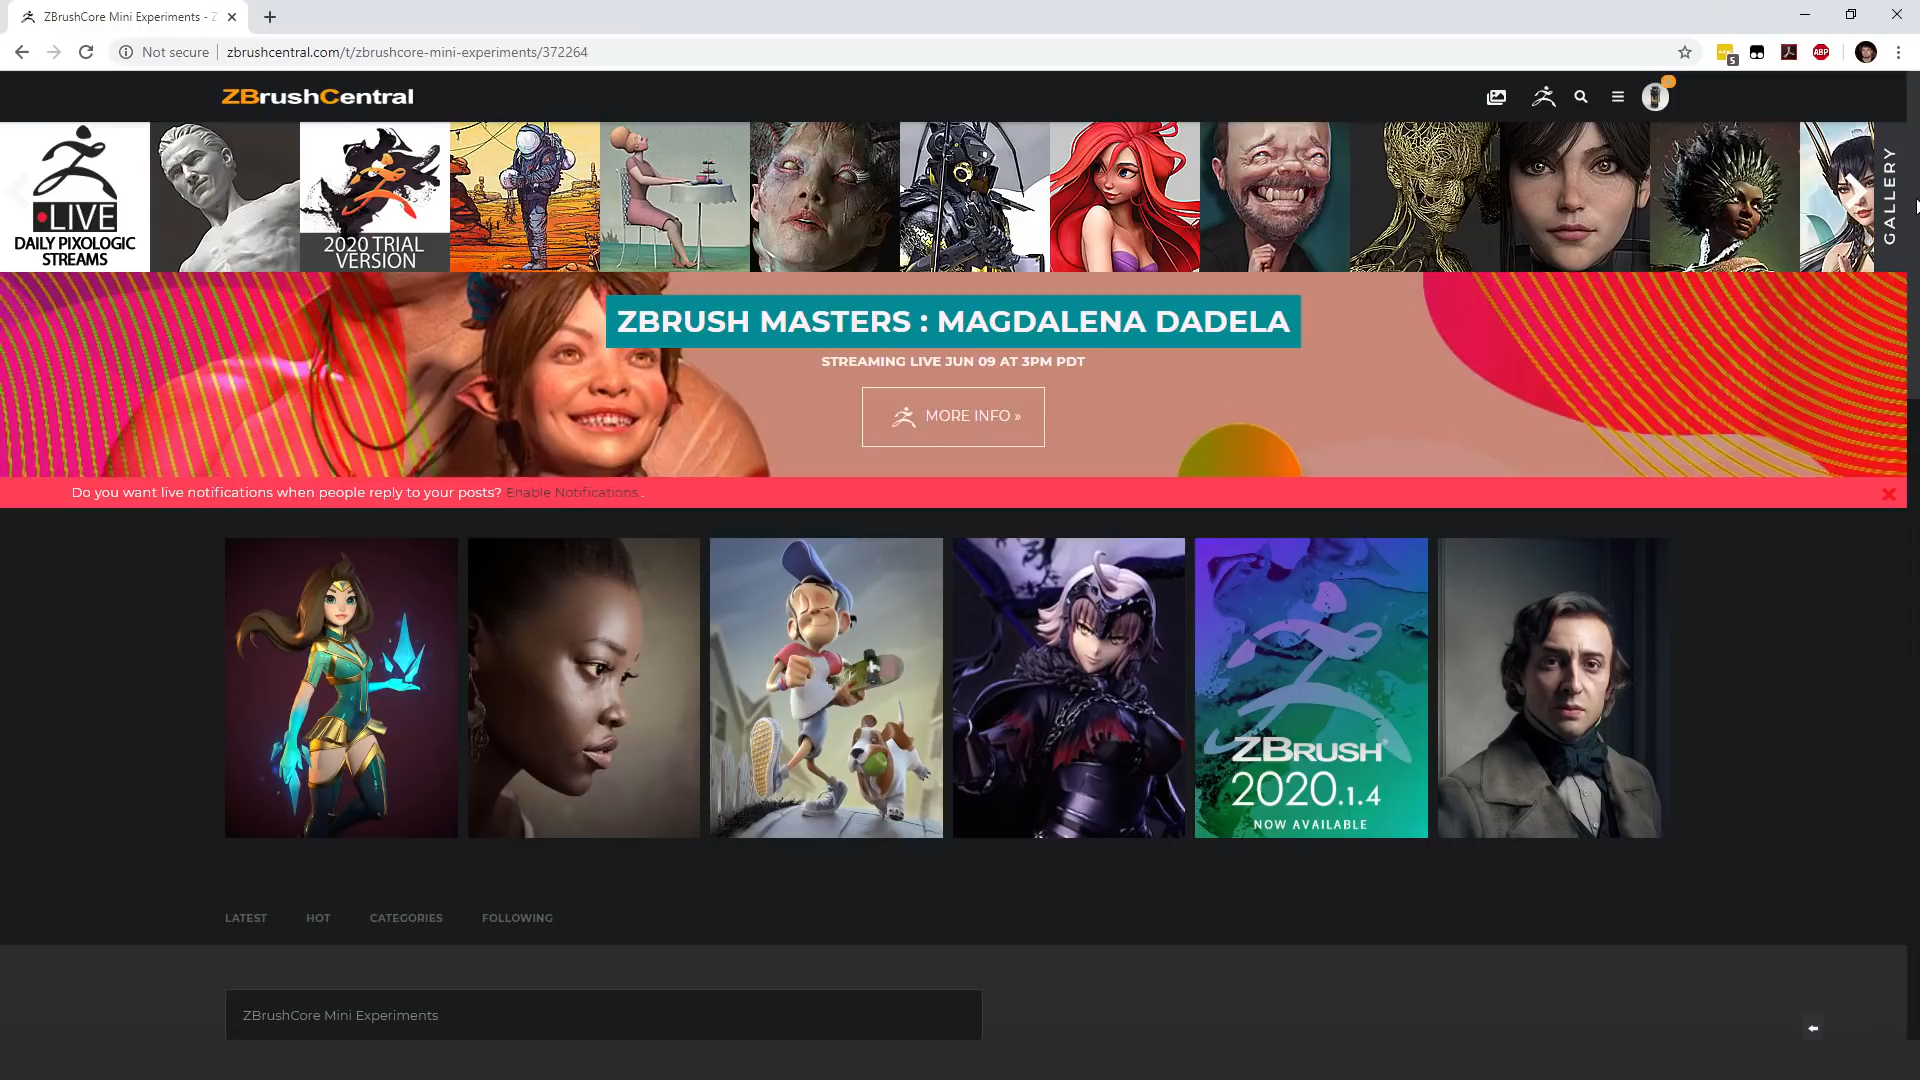 ZBrushCore Mini Experiments - Z
Not secure
zbrushcentral.com/t/zbrushcore-mini-experiments/372264
5
ABP
ZBrushCentral
LIVE
DAILY PIXOLOGIC
STREAMS
2020 TRIAL
VERSION
GALLERY
ZBRUSH MASTERS : MAGDALENA DADELA
STREAMING LIVE JUN 09 AT 3PM PDT
MORE INFO »
Do you want live notifications when people reply to your posts? Enable Notifications .
ZBRUSH®
2020.1.4
NOW AVAILABLE
LATEST HOT CATEGORIES FOLLOWING
ZBrushCore Mini Experiments